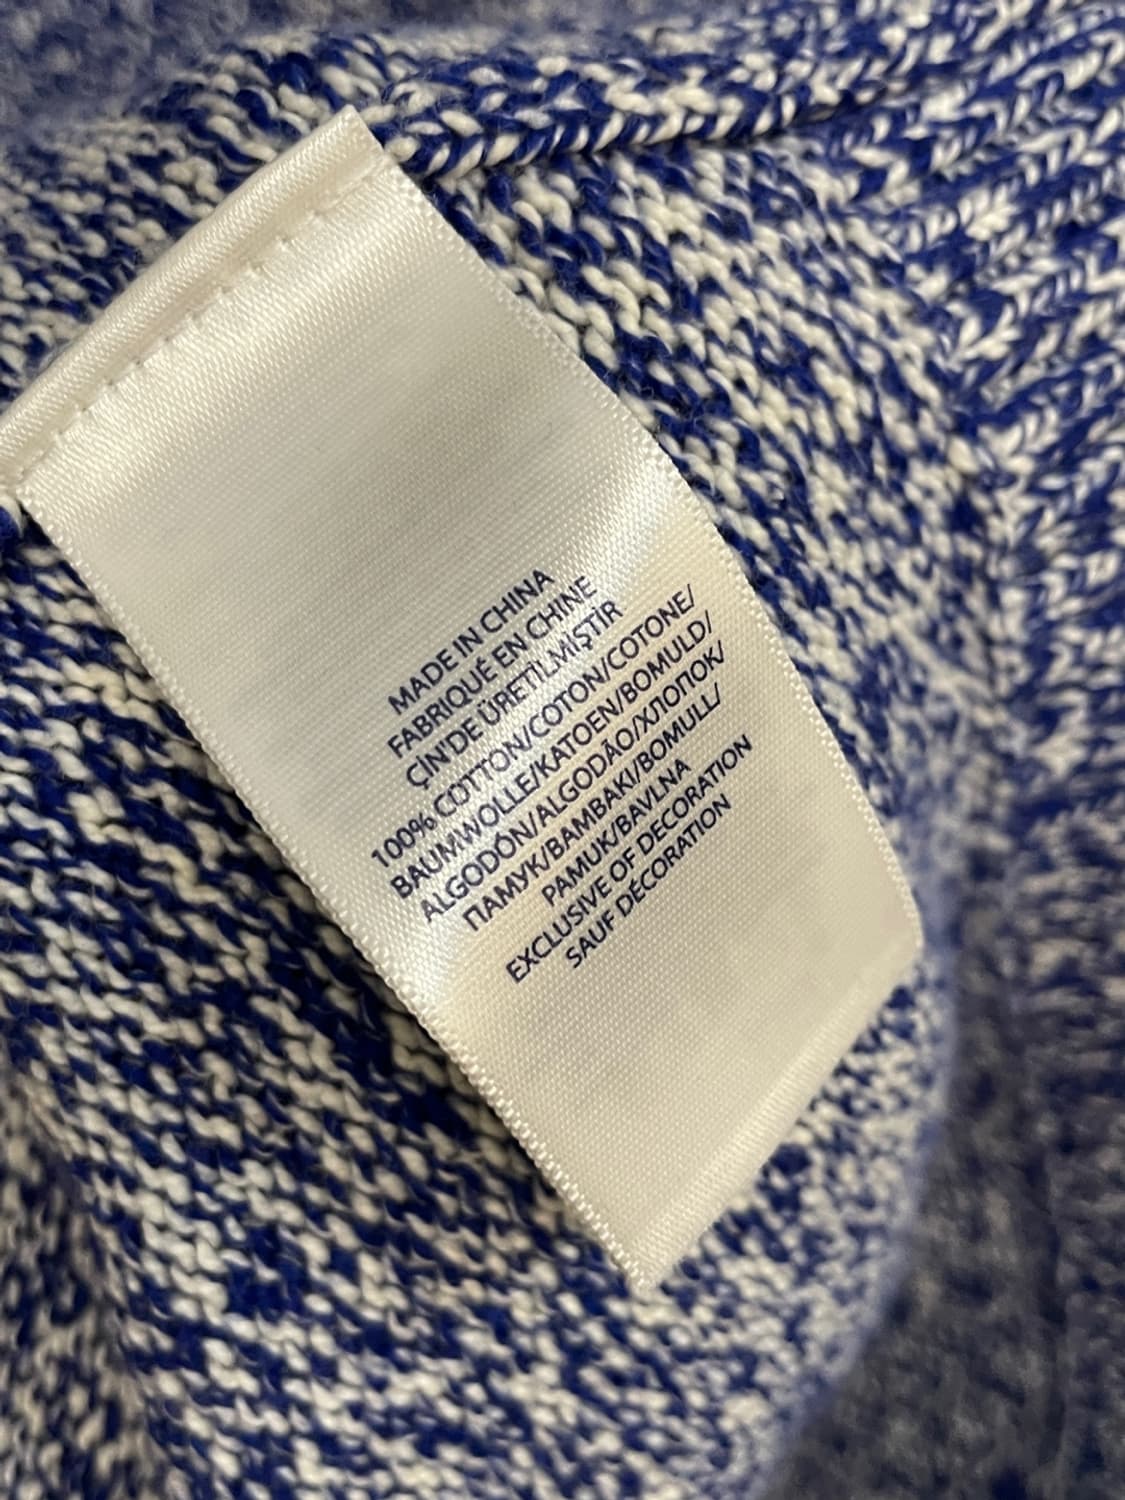 MADE IN CHINA
FABRIQUÉ EN CHINE
ÇİN'DE ÜRETİLMİŞTİR
100% COTTON/COTON/COTONE/
BAUMWOLLE/KATOEN/BOMULD/
ALGODÓN/ALGODÃO/ХЛОПОК/
ПАМУК/BAMBAKI/BOMULL/
PAMUK/BAVLNA
EXCLUSIVE OF DECORATION
SAUF DÉCORATION